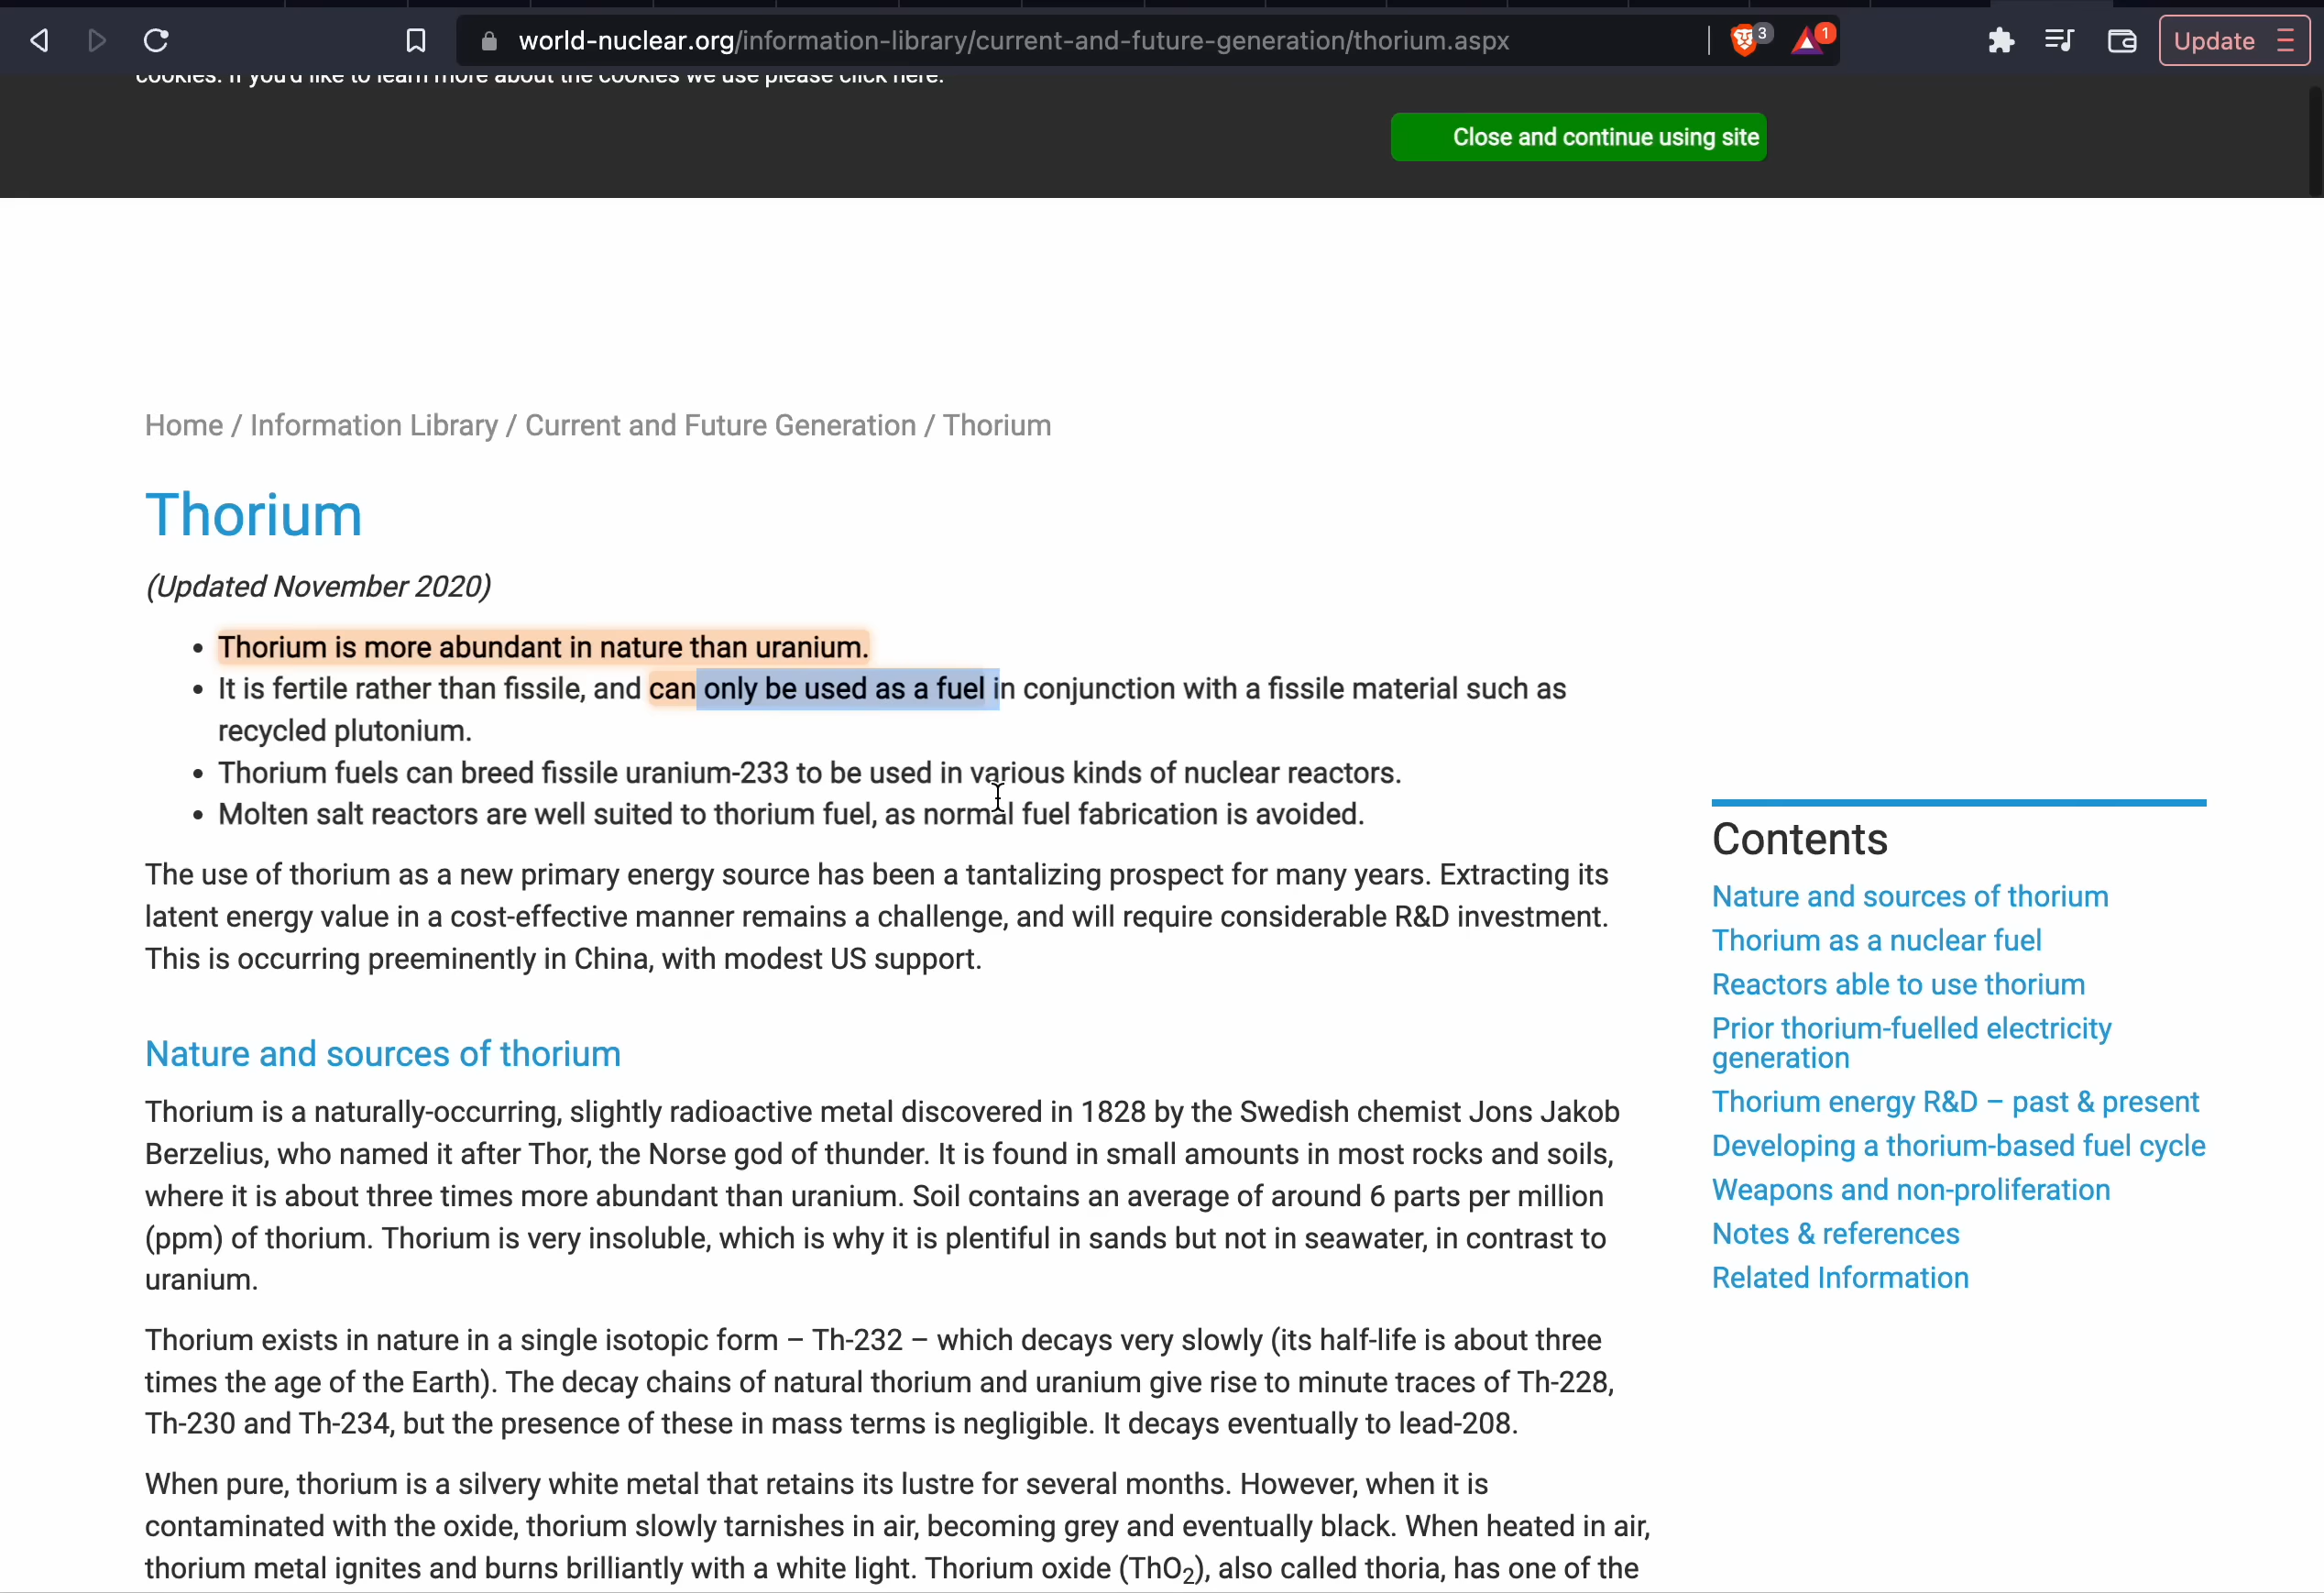 world-nuclear.org/information-library/current-and-future-generation/thorium.aspx
3
1
Update
cookies. If you'd like to learn more about the cookies we use please click here.
Close and continue using site
Home / Information Library / Current and Future Generation / Thorium
Thorium
(Updated November 2020)
• Thorium is more abundant in nature than uranium.
• It is fertile rather than fissile, and can only be used as a fuel in conjunction with a fissile material such as
recycled plutonium.
• Thorium fuels can breed fissile uranium-233 to be used in various kinds of nuclear reactors.
• Molten salt reactors are well suited to thorium fuel, as normal fuel fabrication is avoided.
The use of thorium as a new primary energy source has been a tantalizing prospect for many years. Extracting its
latent energy value in a cost-effective manner remains a challenge, and will require considerable R&D investment.
This is occurring preeminently in China, with modest US support.
Nature and sources of thorium
Thorium is a naturally-occurring, slightly radioactive metal discovered in 1828 by the Swedish chemist Jons Jakob
Berzelius, who named it after Thor, the Norse god of thunder. It is found in small amounts in most rocks and soils,
where it is about three times more abundant than uranium. Soil contains an average of around 6 parts per million
(ppm) of thorium. Thorium is very insoluble, which is why it is plentiful in sands but not in seawater, in contrast to
uranium.
Thorium exists in nature in a single isotopic form – Th-232 – which decays very slowly (its half-life is about three
times the age of the Earth). The decay chains of natural thorium and uranium give rise to minute traces of Th-228,
Th-230 and Th-234, but the presence of these in mass terms is negligible. It decays eventually to lead-208.
When pure, thorium is a silvery white metal that retains its lustre for several months. However, when it is
contaminated with the oxide, thorium slowly tarnishes in air, becoming grey and eventually black. When heated in air,
thorium metal ignites and burns brilliantly with a white light. Thorium oxide (ThO₂), also called thoria, has one of the
Contents
Nature and sources of thorium
Thorium as a nuclear fuel
Reactors able to use thorium
Prior thorium-fuelled electricity
generation
Thorium energy R&D – past & present
Developing a thorium-based fuel cycle
Weapons and non-proliferation
Notes & references
Related Information